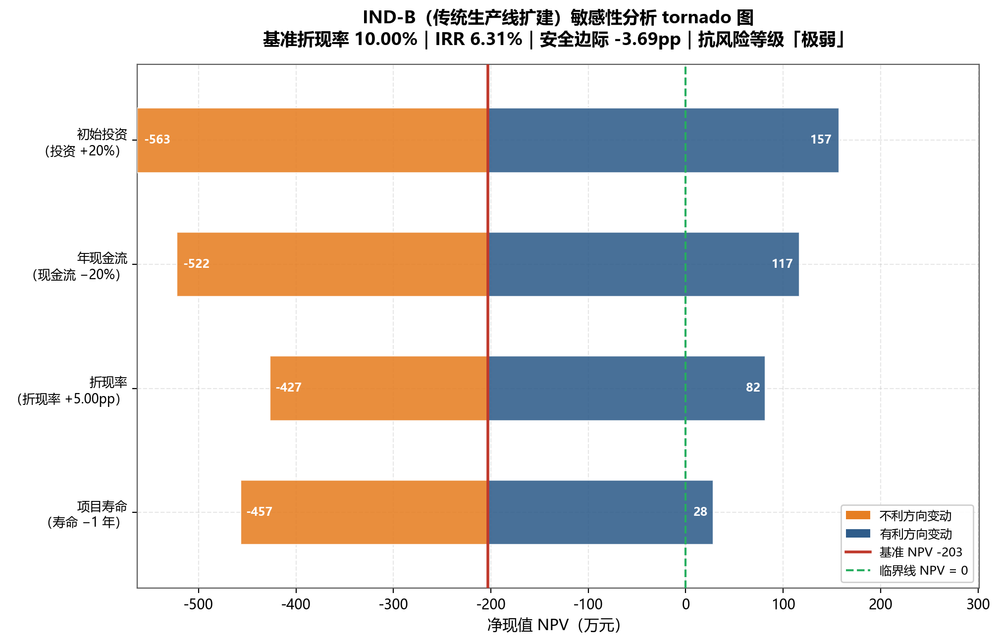 IND-B（传统生产线扩建）敏感性分析 tornado 图
基准折现率 10.00% | IRR 6.31% | 安全边际 -3.69pp | 抗风险等级「极弱」
初始投资
（投资 +20%）
-563
157
年现金流
（现金流 −20%）
-522
117
折现率
（折现率 +5.00pp）
-427
82
项目寿命
（寿命 −1 年）
-457
28
不利方向变动
有利方向变动
基准 NPV -203
临界线 NPV = 0
-500
-400
-300
-200
-100
0
100
200
300
净现值 NPV（万元）